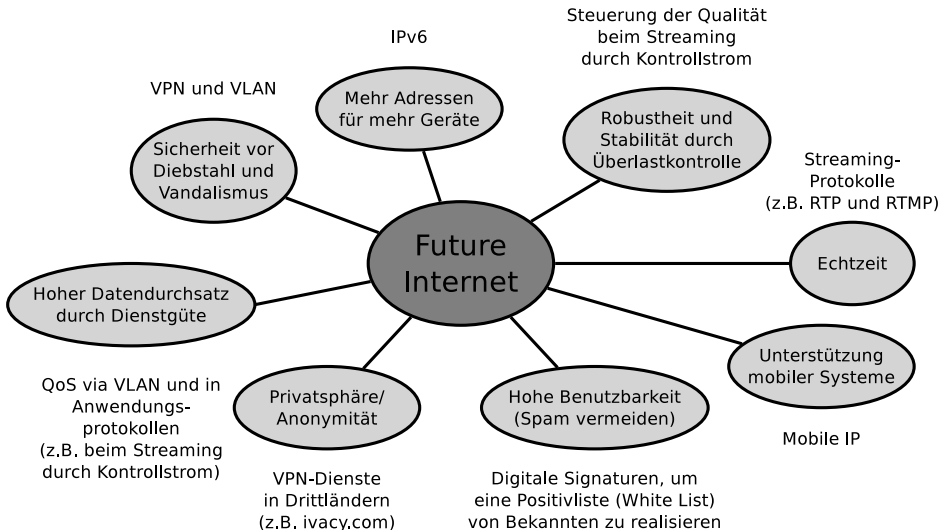 Steuerung der Qualität
beim Streaming
durch Kontrollstrom
IPv6
VPN und VLAN
Mehr Adressen
für mehr Geräte
Robustheit und
Stabilität durch
Überlastkontrolle
Sicherheit vor
Diebstahl und
Vandalismus
Streaming-
Protokolle
(z.B. RTP und RTMP)
Future
Internet
Echtzeit
Hoher Datendurchsatz
durch Dienstgüte
Unterstützung
mobiler Systeme
QoS via VLAN und in
Anwendungs-
protokollen
(z.B. beim Streaming
durch Kontrollstrom)
Privatsphäre/
Anonymität
Hohe Benutzbarkeit
(Spam vermeiden)
Mobile IP
VPN-Dienste
in Drittländern
(z.B. ivacy.com)
Digitale Signaturen, um
eine Positivliste (White List)
von Bekannten zu realisieren